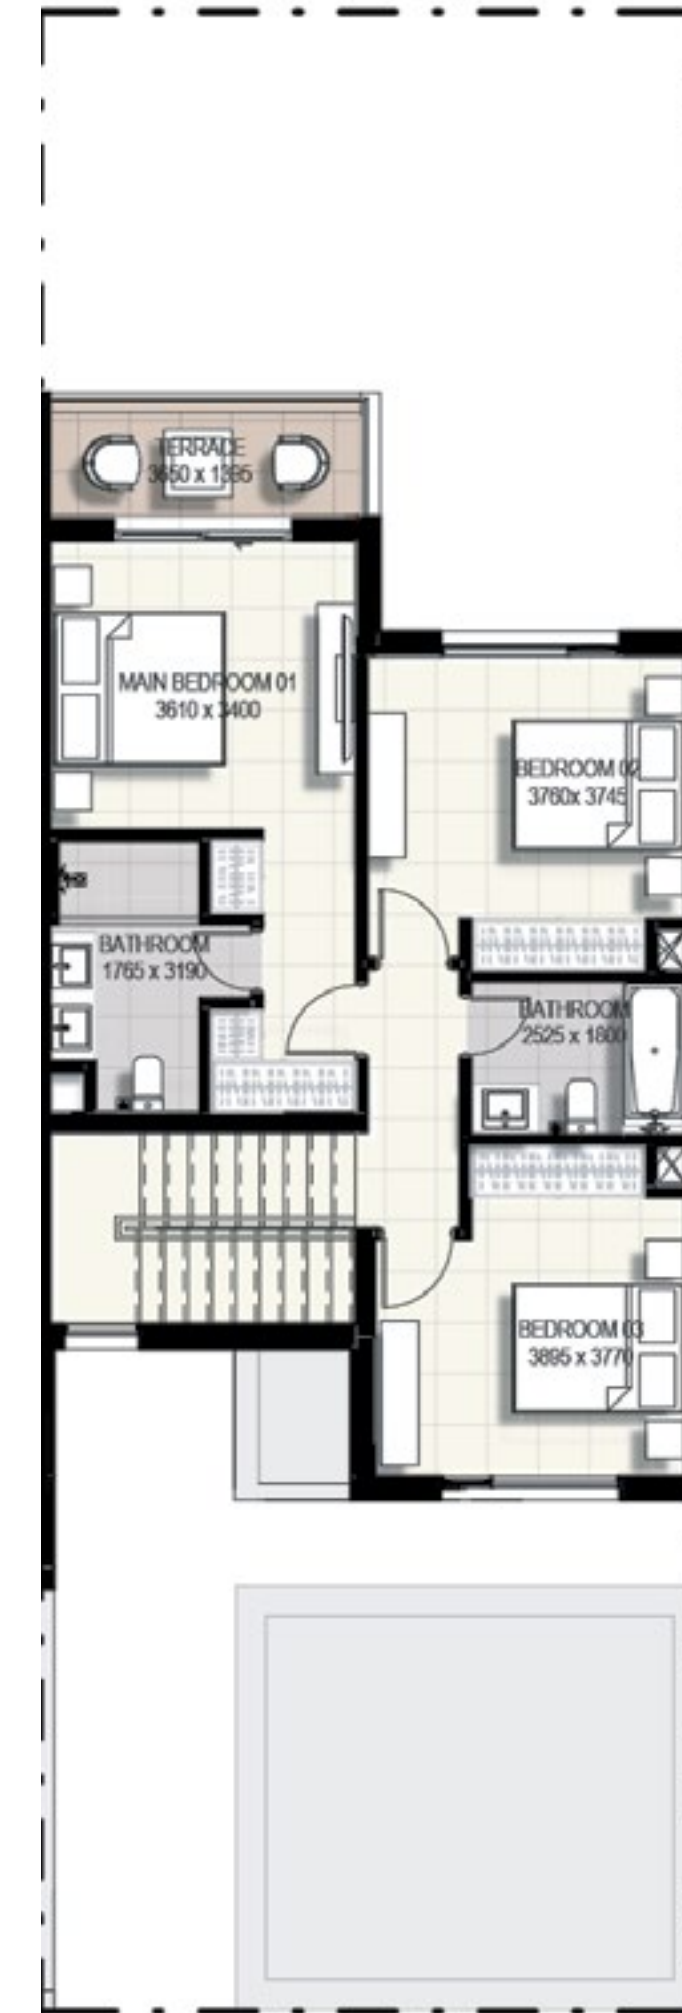 TERRACE
3650 x 1395
MAIN BEDROOM 01
3610 x 3400
BEDROOM 02
3760x 3745
BATHROOM
1765 x 3190
BATHROOM
2525 x 1800
BEDROOM 03
3895 x 3770